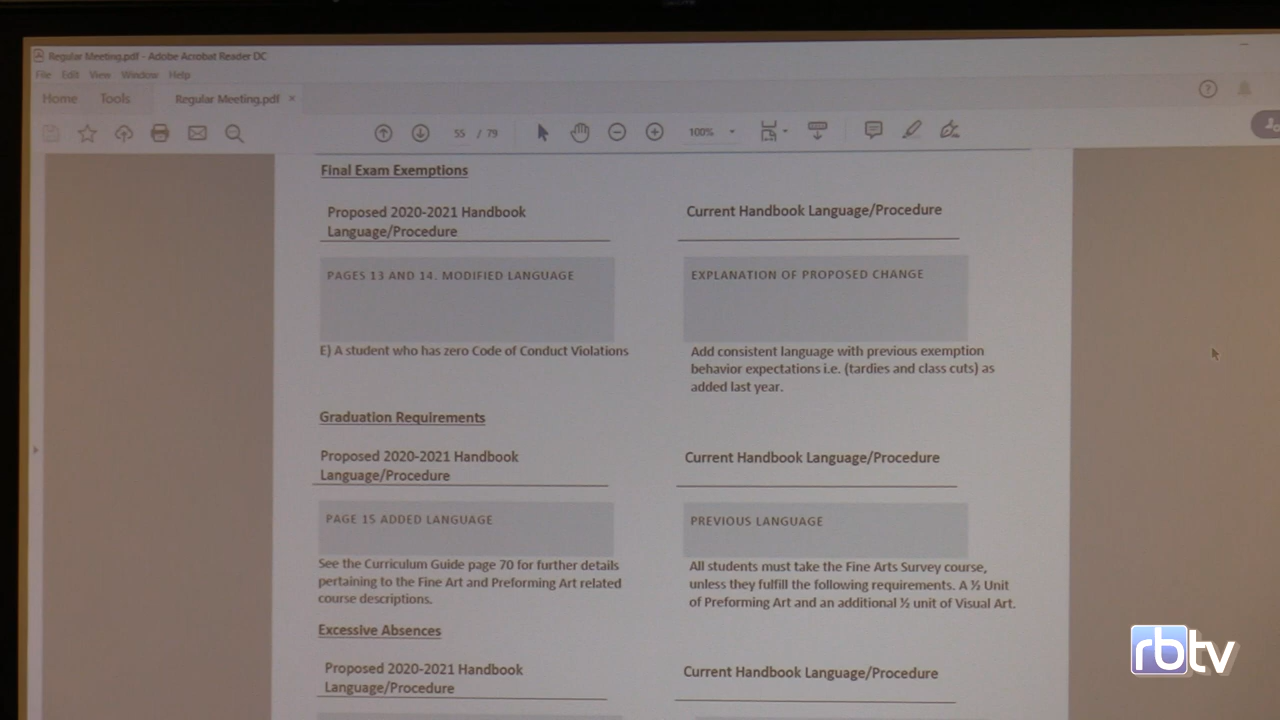 Regular Meeting.pdf - Adobe Acrobat Reader DC
File Edit View Window Help
Home Tools Regular Meeting.pdf ×
55 / 79 100%
Final Exam Exemptions
Proposed 2020-2021 Handbook
Language/Procedure
Current Handbook Language/Procedure
PAGES 13 AND 14. MODIFIED LANGUAGE
EXPLANATION OF PROPOSED CHANGE
E) A student who has zero Code of Conduct Violations
Add consistent language with previous exemption
behavior expectations i.e. (tardies and class cuts) as
added last year.
Graduation Requirements
Proposed 2020-2021 Handbook
Language/Procedure
Current Handbook Language/Procedure
PAGE 15 ADDED LANGUAGE
PREVIOUS LANGUAGE
See the Curriculum Guide page 70 for further details
pertaining to the Fine Art and Preforming Art related
course descriptions.
All students must take the Fine Arts Survey course,
unless they fulfill the following requirements. A ½ Unit
of Preforming Art and an additional ½ unit of Visual Art.
Excessive Absences
Proposed 2020-2021 Handbook
Language/Procedure
Current Handbook Language/Procedure
rbtv